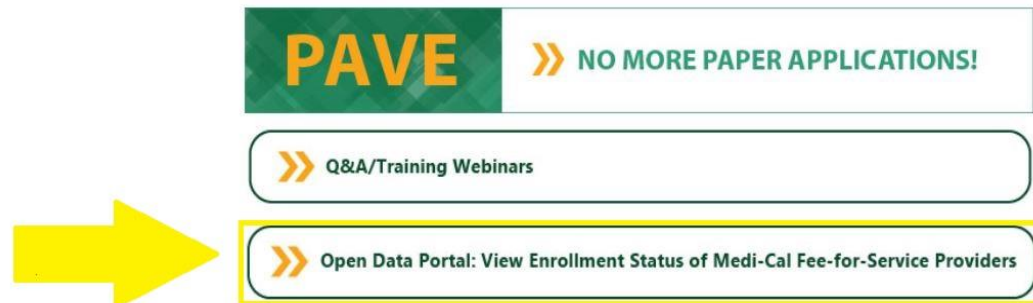 PAVE
NO MORE PAPER APPLICATIONS!
Q&A/Training Webinars
Open Data Portal: View Enrollment Status of Medi-Cal Fee-for-Service Providers